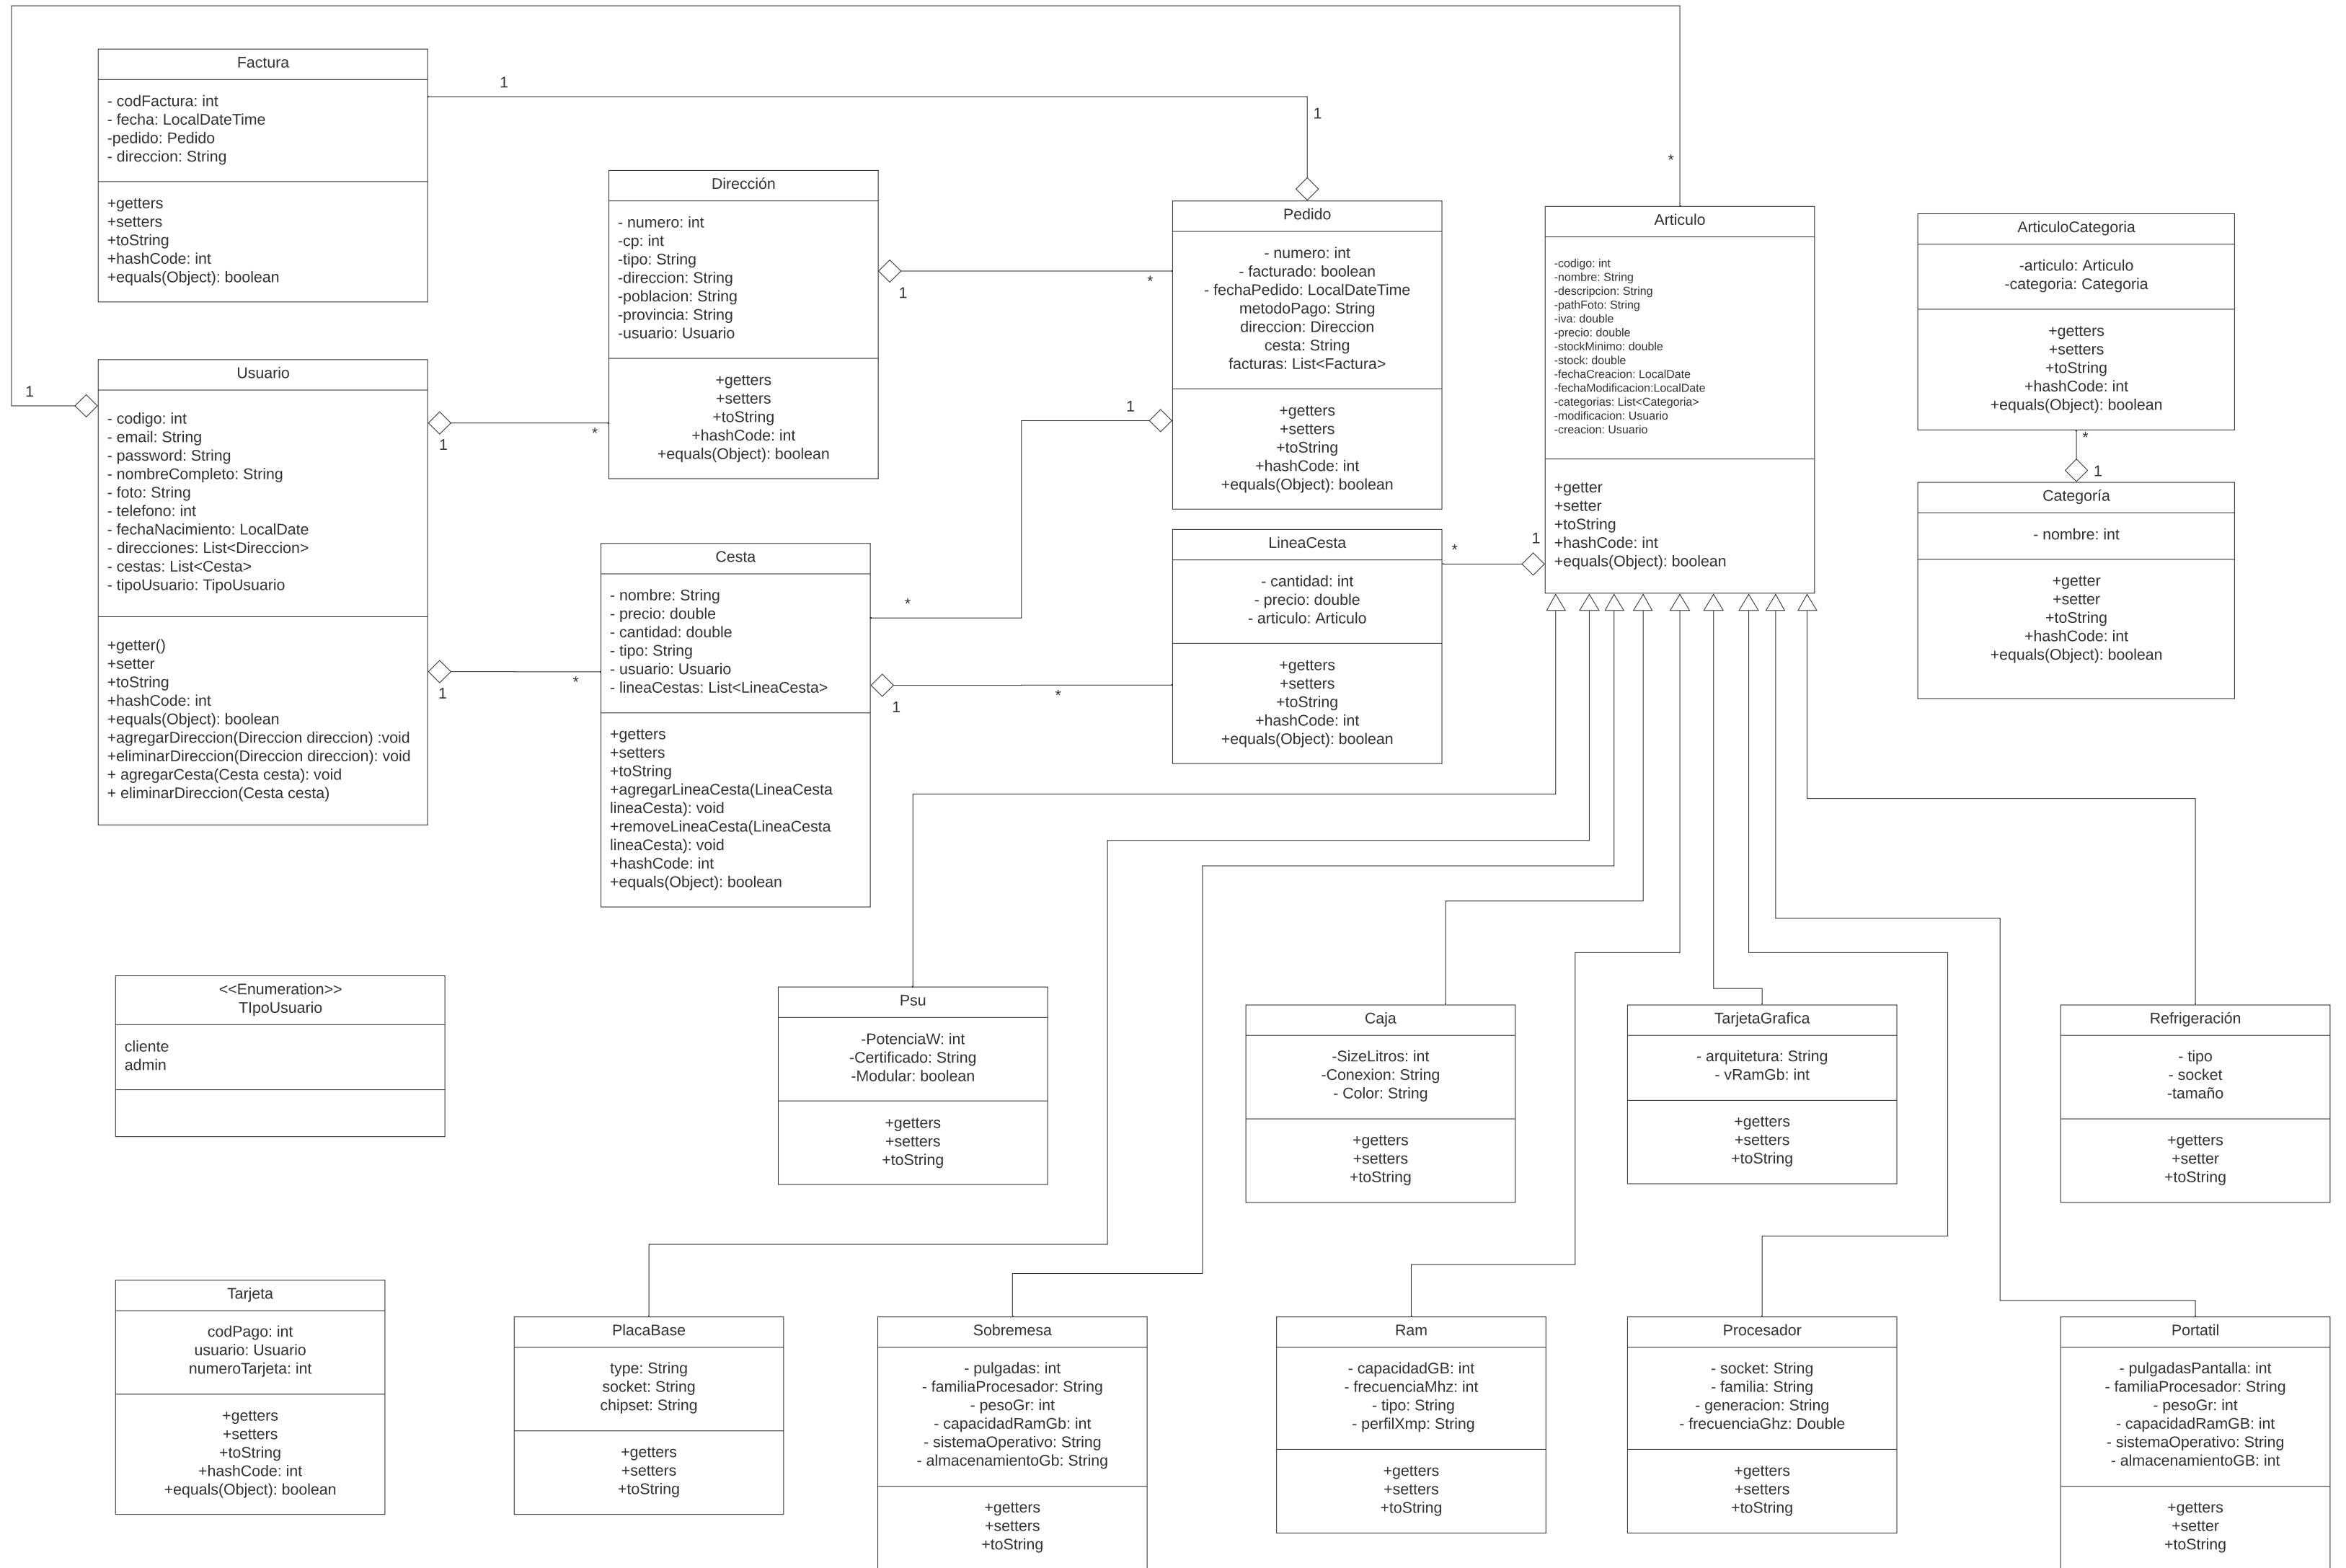 Factura
- codFactura: int
- fecha: LocalDateTime
-pedido: Pedido
- direccion: String
+getters
+setters
+toString
+hashCode: int
+equals(Object): boolean
1
1
*
Dirección
- numero: int
-cp: int
-tipo: String
-direccion: String
-poblacion: String
-provincia: String
-usuario: Usuario
+getters
+setters
+toString
+hashCode: int
+equals(Object): boolean
1
*
Pedido
- numero: int
- facturado: boolean
- fechaPedido: LocalDateTime
metodoPago: String
direccion: Direccion
cesta: String
facturas: List<Factura>
+getters
+setters
+toString
+hashCode: int
+equals(Object): boolean
Articulo
-codigo: int
-nombre: String
-descripcion: String
-pathFoto: String
-iva: double
-precio: double
-stockMinimo: double
-stock: double
-fechaCreacion: LocalDate
-fechaModificacion:LocalDate
-categorias: List<Categoria>
-modificacion: Usuario
-creacion: Usuario
+getter
+setter
+toString
+hashCode: int
+equals(Object): boolean
ArticuloCategoria
-articulo: Articulo
-categoria: Categoria
+getters
+setters
+toString
+hashCode: int
+equals(Object): boolean
*
1
Categoría
- nombre: int
+getter
+setter
+toString
+hashCode: int
+equals(Object): boolean
1
Usuario
- codigo: int
- email: String
- password: String
- nombreCompleto: String
- foto: String
- telefono: int
- fechaNacimiento: LocalDate
- direcciones: List<Direccion>
- cestas: List<Cesta>
- tipoUsuario: TipoUsuario
+getter()
+setter
+toString
+hashCode: int
+equals(Object): boolean
+agregarDireccion(Direccion direccion) :void
+eliminarDireccion(Direccion direccion): void
+ agregarCesta(Cesta cesta): void
+ eliminarDireccion(Cesta cesta)
1
*
1
*
Cesta
- nombre: String
- precio: double
- cantidad: double
- tipo: String
- usuario: Usuario
- lineaCestas: List<LineaCesta>
+getters
+setters
+toString
+agregarLineaCesta(LineaCesta
lineaCesta): void
+removeLineaCesta(LineaCesta
lineaCesta): void
+hashCode: int
+equals(Object): boolean
1
*
1
*
LineaCesta
- cantidad: int
- precio: double
- articulo: Articulo
+getters
+setters
+toString
+hashCode: int
+equals(Object): boolean
*
1
<<Enumeration>>
TIpoUsuario
cliente
admin
Psu
-PotenciaW: int
-Certificado: String
-Modular: boolean
+getters
+setters
+toString
Caja
-SizeLitros: int
-Conexion: String
- Color: String
+getters
+setters
+toString
TarjetaGrafica
- arquitetura: String
- vRamGb: int
+getters
+setters
+toString
Refrigeración
- tipo
- socket
-tamaño
+getters
+setter
+toString
Tarjeta
codPago: int
usuario: Usuario
numeroTarjeta: int
+getters
+setters
+toString
+hashCode: int
+equals(Object): boolean
PlacaBase
type: String
socket: String
chipset: String
+getters
+setters
+toString
Sobremesa
- pulgadas: int
- familiaProcesador: String
- pesoGr: int
- capacidadRamGb: int
- sistemaOperativo: String
- almacenamientoGb: String
+getters
+setters
+toString
Ram
- capacidadGB: int
- frecuenciaMhz: int
- tipo: String
- perfilXmp: String
+getters
+setters
+toString
Procesador
- socket: String
- familia: String
- generacion: String
- frecuenciaGhz: Double
+getters
+setters
+toString
Portatil
- pulgadasPantalla: int
- familiaProcesador: String
- pesoGr: int
- capacidadRamGB: int
- sistemaOperativo: String
- almacenamientoGB: int
+getters
+setter
+toString